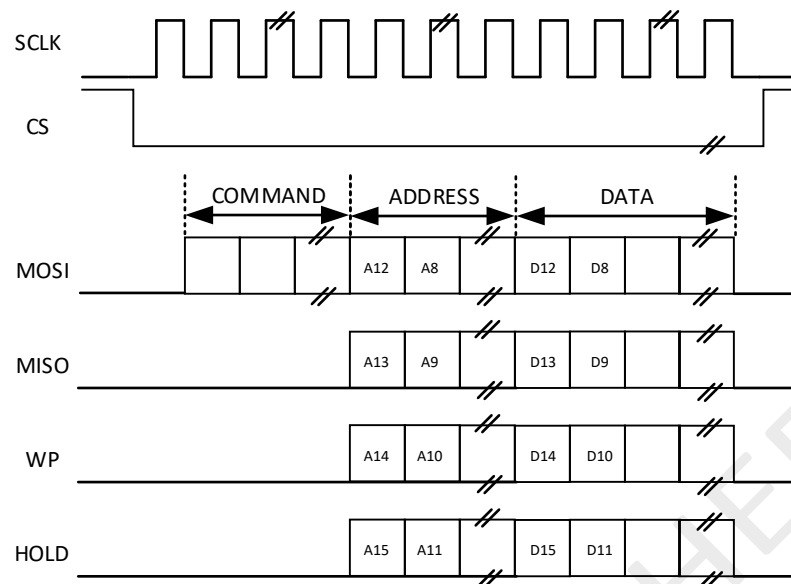 SCLK
CS
COMMAND ADDRESS DATA
MOSI A12 A8 D12 D8
MISO A13 A9 D13 D9
WP A14 A10 D14 D10
HOLD A15 A11 D15 D11